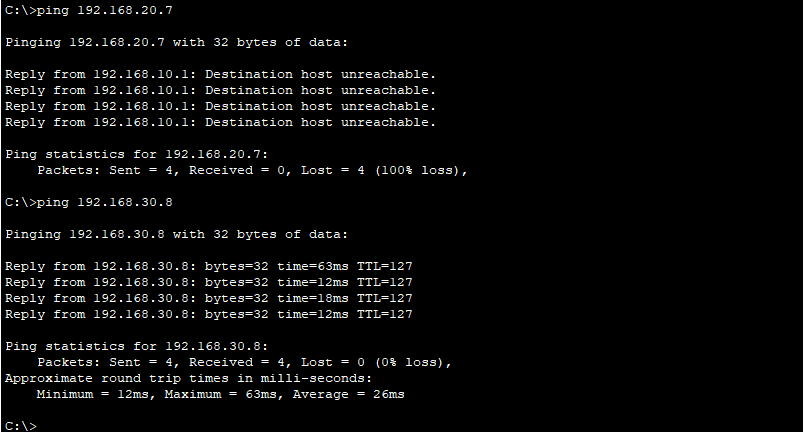 C:\>ping 192.168.20.7
Pinging 192.168.20.7 with 32 bytes of data:
Reply from 192.168.10.1: Destination host unreachable.
Reply from 192.168.10.1: Destination host unreachable.
Reply from 192.168.10.1: Destination host unreachable.
Reply from 192.168.10.1: Destination host unreachable.
Ping statistics for 192.168.20.7:
    Packets: Sent = 4, Received = 0, Lost = 4 (100% loss),
C:\>ping 192.168.30.8
Pinging 192.168.30.8 with 32 bytes of data:
Reply from 192.168.30.8: bytes=32 time=63ms TTL=127
Reply from 192.168.30.8: bytes=32 time=12ms TTL=127
Reply from 192.168.30.8: bytes=32 time=18ms TTL=127
Reply from 192.168.30.8: bytes=32 time=12ms TTL=127
Ping statistics for 192.168.30.8:
    Packets: Sent = 4, Received = 4, Lost = 0 (0% loss),
Approximate round trip times in milli-seconds:
    Minimum = 12ms, Maximum = 63ms, Average = 26ms
C:\>